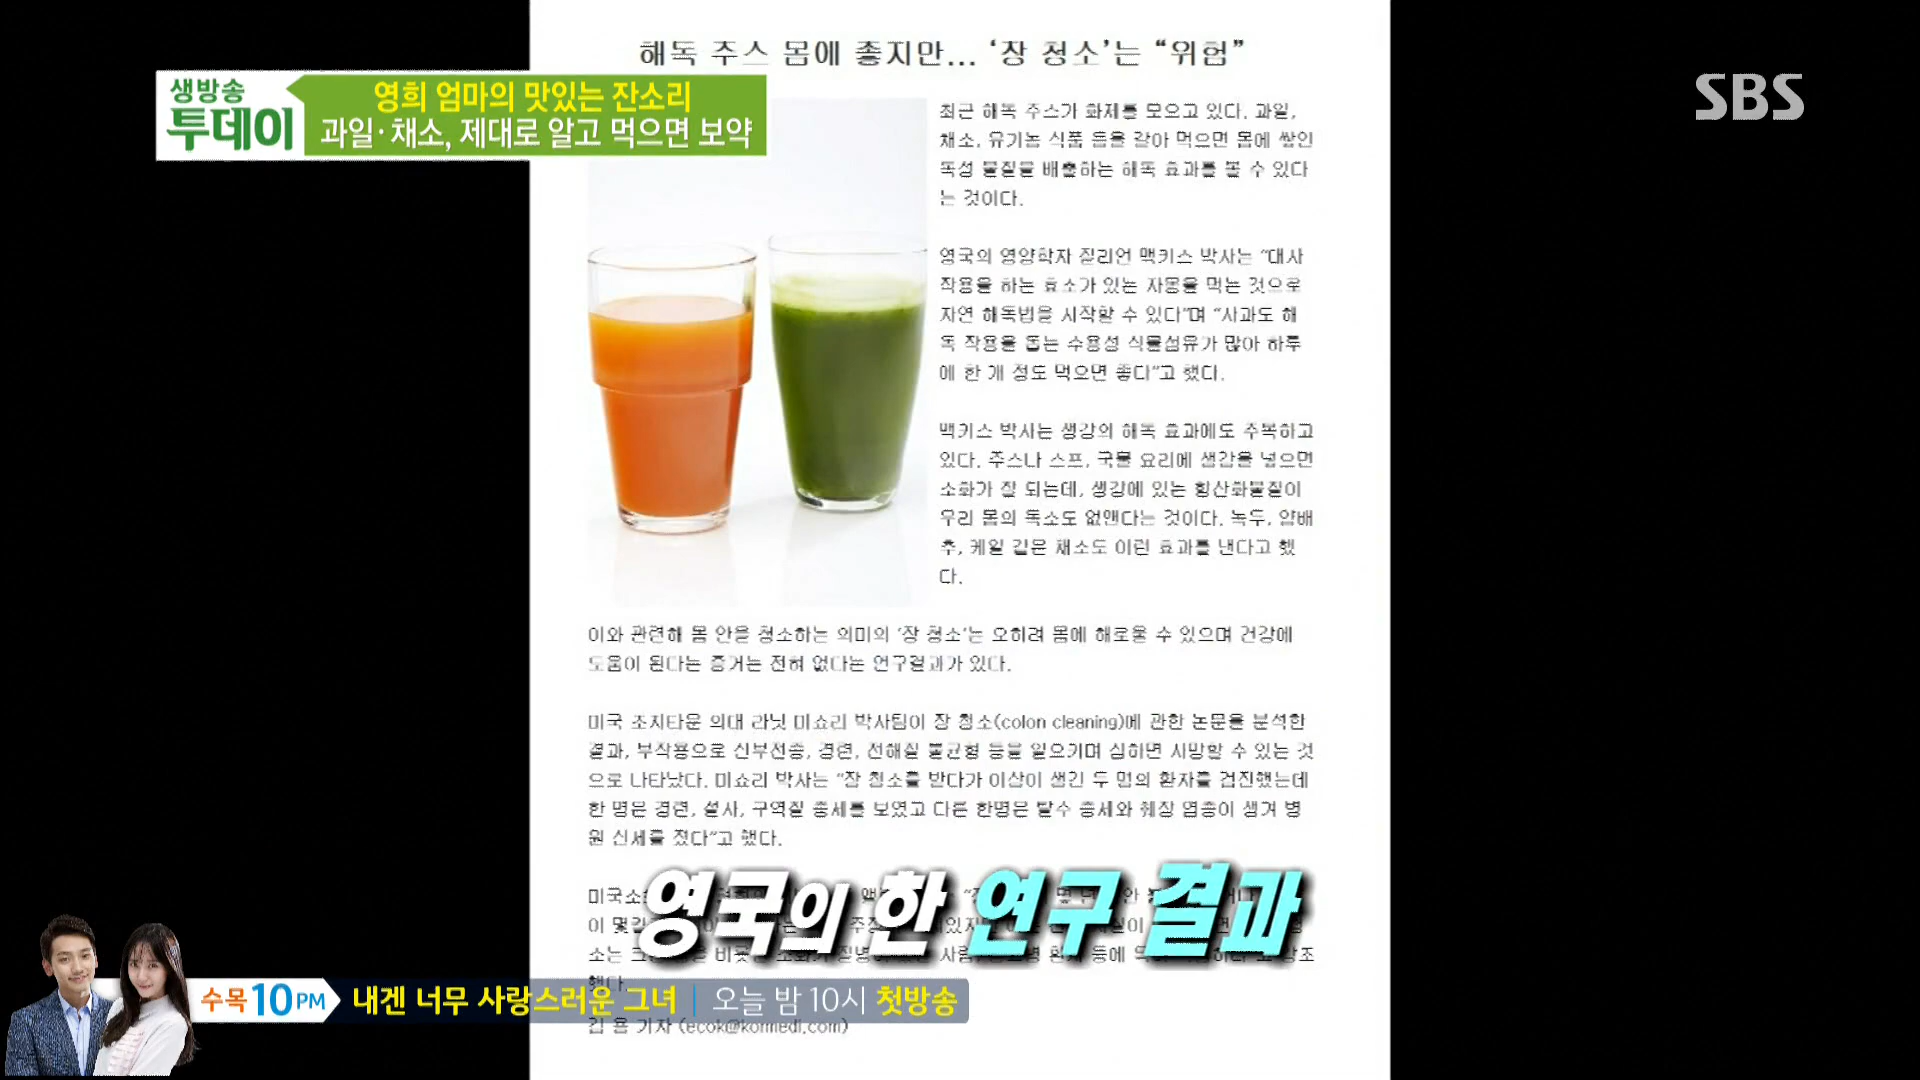 해독 주스 몸에 좋지만... ‘장 청소’는 “위험”
생방송
투데이
영희 엄마의 맛있는 잔소리
과일·채소, 제대로 알고 먹으면 보약
SBS
최근 해독 주스가 화제를 모으고 있다. 과일,
채소, 유기농 식품 등을 갈아 먹으면 몸에 쌓인
독성 물질을 배출하는 해독 효과를 볼 수 있다
는 것이다.
영국의 영양학자 질리언 맥키스 박사는 “대사
작용을 하는 효소가 있는 자몽을 먹는 것으로
자연 해독법을 시작할 수 있다”며 “사과도 해
독 작용을 돕는 수용성 식물섬유가 많아 하루
에 한 개 정도 먹으면 좋다”고 했다.
맥키스 박사는 생강의 해독 효과에도 주목하고
있다. 주스나 스프, 국물 요리에 생강을 넣으면
소화가 잘 되는데, 생강에 있는 항산화물질이
우리 몸의 독소도 없앤다는 것이다. 녹두, 양배
추, 케일 같은 채소도 이런 효과를 낸다고 했
다.
이와 관련해 몸 안을 청소하는 의미의 ‘장 청소’는 오히려 몸에 해로울 수 있으며 건강에
도움이 된다는 증거는 전혀 없다는 연구결과가 있다.
미국 조지타운 의대 라닛 미쇼리 박사팀이 장 청소(colon cleaning)에 관한 논문을 분석한
결과, 부작용으로 신부전증, 경련, 전해질 불균형 등을 일으키며 심하면 사망할 수 있는 것
으로 나타났다. 미쇼리 박사는 “장 청소를 받다가 이상이 생긴 두 명의 환자를 검진했는데
한 명은 경련, 설사, 구역질 증세를 보였고 다른 한명은 탈수 증세와 췌장 염증이 생겨 병
원 신세를 졌다”고 했다.
영국의 한 연구 결과
했다.
수목 10PM 내겐 너무 사랑스러운 그녀 | 오늘 밤 10시 첫방송
김 용 기자 (ecok@kormedi.com)